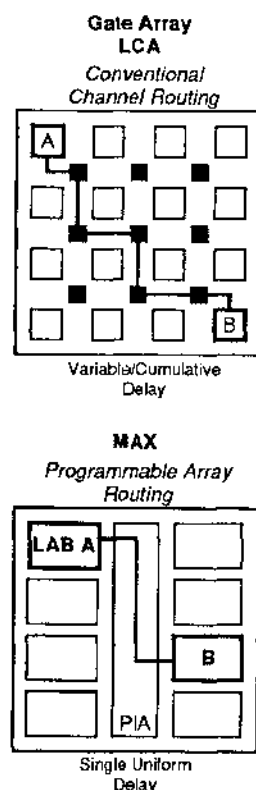 Gate Array
LCA
Conventional
Channel Routing
A
B
Variable/Cumulative
Delay
MAX
Programmable Array
Routing
LAB A
B
PIA
Single Uniform
Delay